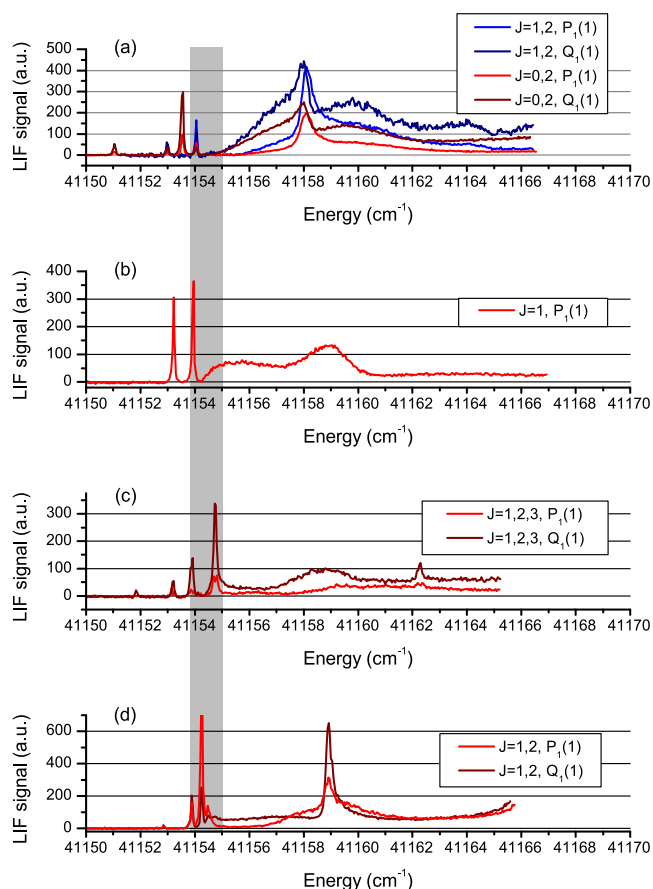 (a)
J=1,2, P₁(1)
J=1,2, Q₁(1)
J=0,2, P₁(1)
J=0,2, Q₁(1)
LIF signal (a.u.)
500
400
300
200
100
0
41150 41152 41154 41156 41158 41160 41162 41164 41166 41168 41170
Energy (cm⁻¹)
(b)
J=1, P₁(1)
LIF signal (a.u.)
400
300
200
100
0
41150 41152 41154 41156 41158 41160 41162 41164 41166 41168 41170
Energy (cm⁻¹)
(c)
J=1,2,3, P₁(1)
J=1,2,3, Q₁(1)
LIF signal (a.u.)
300
200
100
0
41150 41152 41154 41156 41158 41160 41162 41164 41166 41168 41170
Energy (cm⁻¹)
(d)
J=1,2, P₁(1)
J=1,2, Q₁(1)
LIF signal (a.u.)
600
400
200
0
41150 41152 41154 41156 41158 41160 41162 41164 41166 41168 41170
Energy (cm⁻¹)